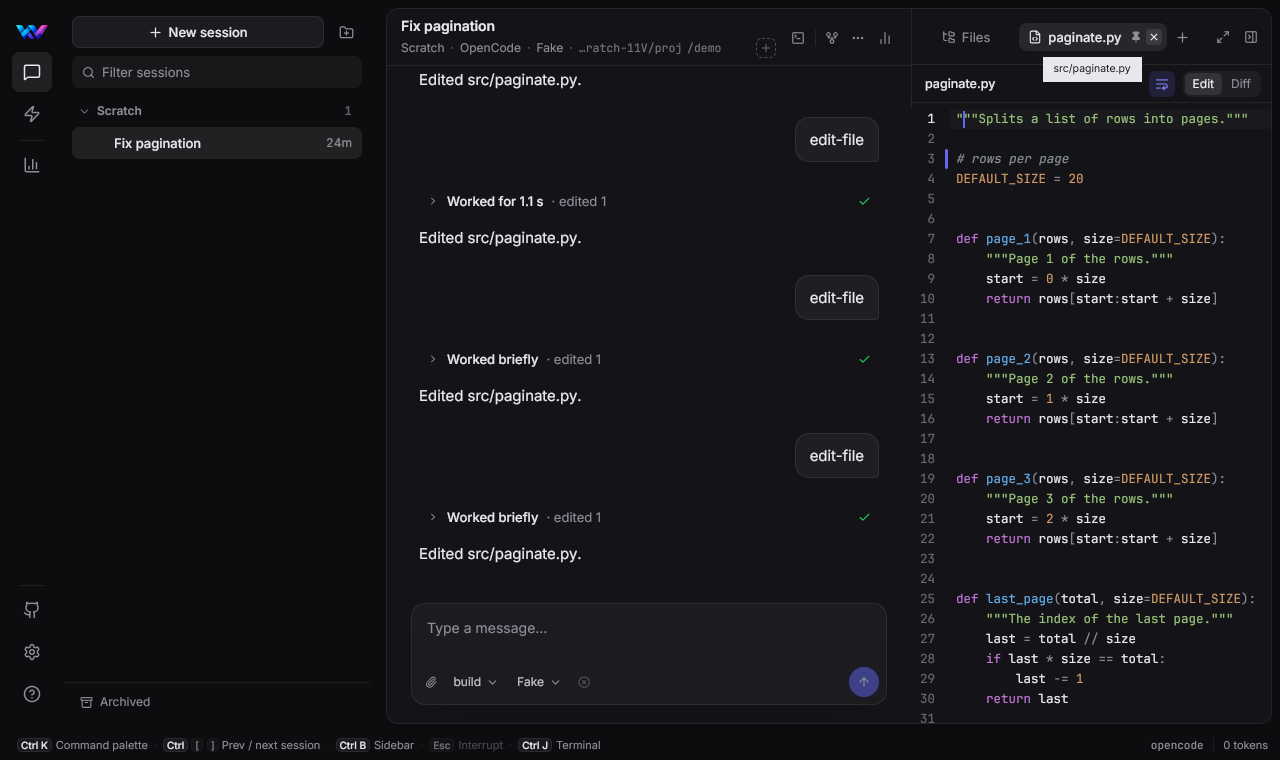 New session
Filter sessions
Scratch 1
Fix pagination 24m
Archived
Fix pagination
Scratch · OpenCode · Fake · …ratch-11V/proj /demo
Edited src/paginate.py.
edit-file
Worked for 1.1 s · edited 1
Edited src/paginate.py.
edit-file
Worked briefly · edited 1
Edited src/paginate.py.
edit-file
Worked briefly · edited 1
Edited src/paginate.py.
Type a message...
build Fake
Files paginate.py
src/paginate.py
paginate.py Edit Diff
1 """Splits a list of rows into pages."""
2
3 # rows per page
4 DEFAULT_SIZE = 20
5
6
7 def page_1(rows, size=DEFAULT_SIZE):
8 """Page 1 of the rows."""
9 start = 0 * size
10 return rows[start:start + size]
11
12
13 def page_2(rows, size=DEFAULT_SIZE):
14 """Page 2 of the rows."""
15 start = 1 * size
16 return rows[start:start + size]
17
18
19 def page_3(rows, size=DEFAULT_SIZE):
20 """Page 3 of the rows."""
21 start = 2 * size
22 return rows[start:start + size]
23
24
25 def last_page(total, size=DEFAULT_SIZE):
26 """The index of the last page."""
27 last = total // size
28 if last * size == total:
29 last -= 1
30 return last
31
Ctrl K Command palette · Ctrl [ ] Prev / next session · Ctrl B Sidebar · Esc Interrupt · Ctrl J Terminal
opencode 0 tokens